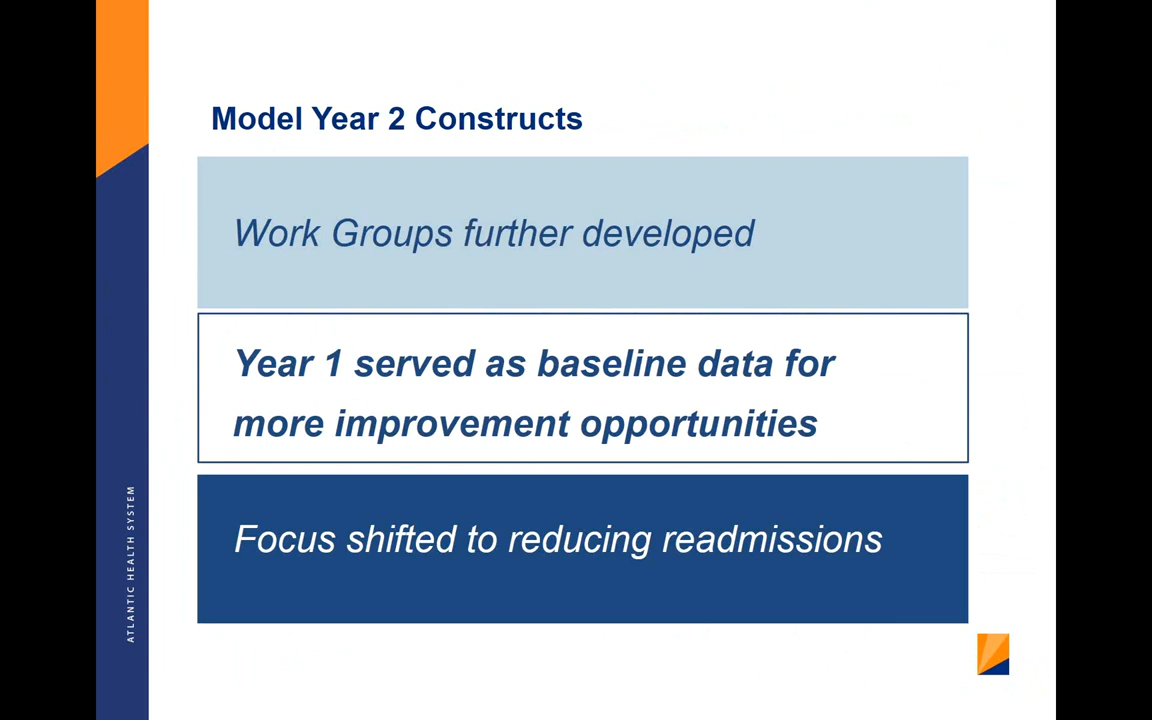 Model Year 2 Constructs
Work Groups further developed
Year 1 served as baseline data for
more improvement opportunities
Focus shifted to reducing readmissions
ATLANTIC HEALTH SYSTEM